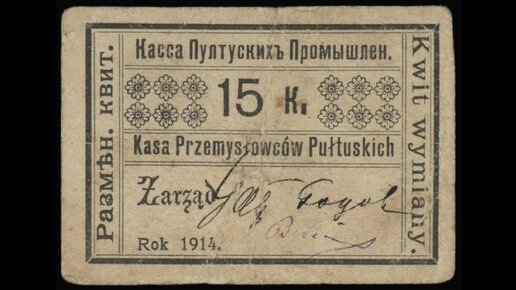 Касса Пултускихъ Промышлен.
Размѣн. квит.
15 К.
Kwit wymiany.
Kasa Przemysłowców Pułtuskich
Zarząd
Rok 1914.